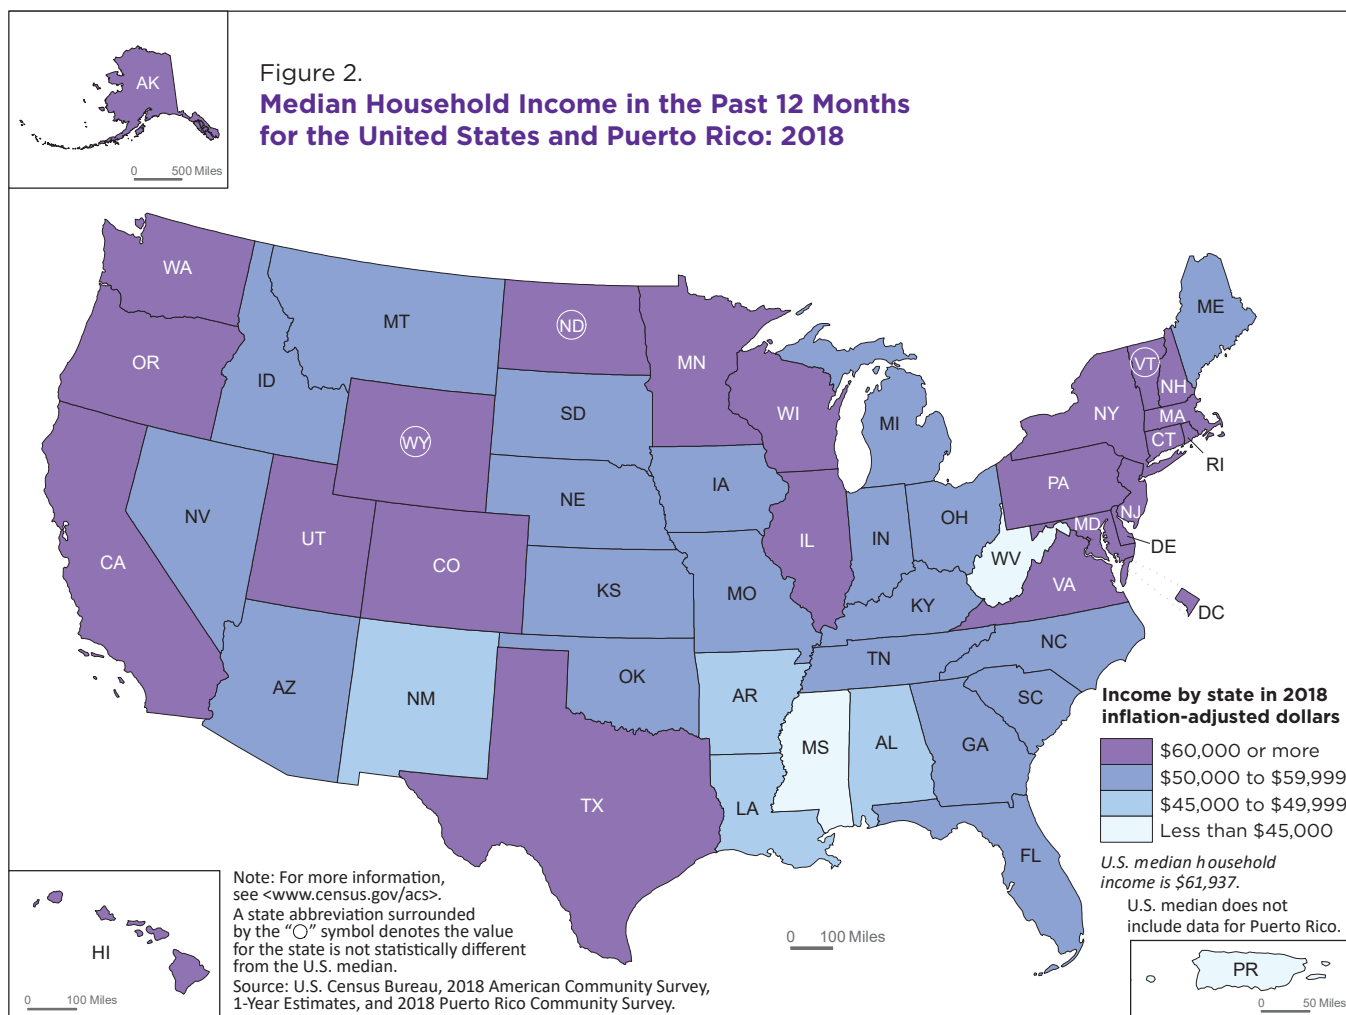 AK
0 500 Miles
Figure 2.
Median Household Income in the Past 12 Months
for the United States and Puerto Rico: 2018
WA
OR
CA
ID
NV
MT
WY
UT
AZ
CO
NM
ND
SD
NE
KS
OK
TX
MN
IA
MO
AR
LA
WI
IL
MI
IN
OH
KY
TN
MS
AL
GA
FL
SC
NC
VA
WV
PA
NY
VT
NH
ME
MA
CT
RI
NJ
MD
DE
DC
Income by state in 2018
inflation-adjusted dollars
$60,000 or more
$50,000 to $59,999
$45,000 to $49,999
Less than $45,000
U.S. median household
income is $61,937.
U.S. median does not
include data for Puerto Rico.
PR
0 50 Miles
0 100 Miles
HI
0 100 Miles
Note: For more information,
see <www.census.gov/acs>.
A state abbreviation surrounded
by the “○” symbol denotes the value
for the state is not statistically different
from the U.S. median.
Source: U.S. Census Bureau, 2018 American Community Survey,
1-Year Estimates, and 2018 Puerto Rico Community Survey.